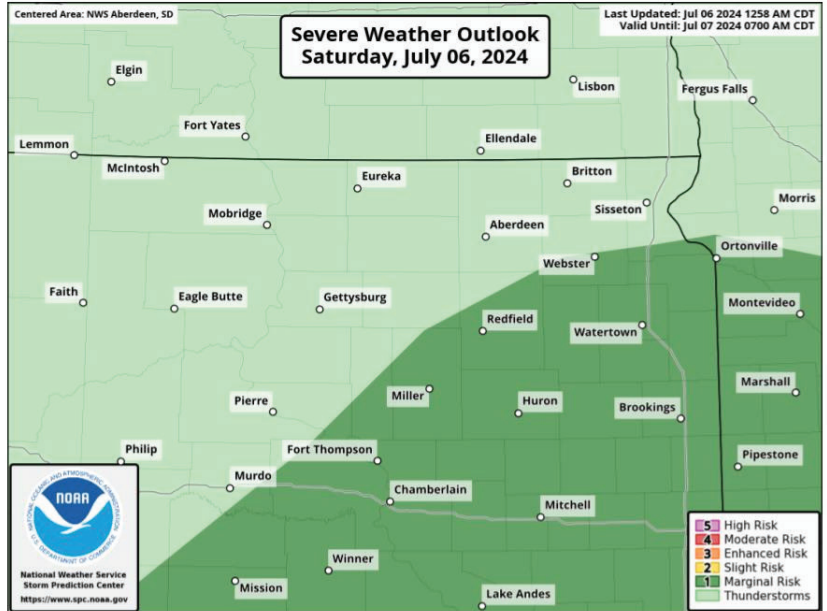 Centered Area: NWS Aberdeen, SD
Severe Weather Outlook
Saturday, July 06, 2024
Last Updated: Jul 06 2024 1258 AM CDT
Valid Until: Jul 07 2024 0700 AM CDT
Elgin
Lisbon
Fergus Falls
Fort Yates
Ellendale
Lemmon
McIntosh
Eureka
Britton
Sisseton
Morris
Mobridge
Aberdeen
Webster
Ortonville
Faith
Eagle Butte
Gettysburg
Montevideo
Redfield
Watertown
Miller
Marshall
Pierre
Huron
Brookings
Philip
Fort Thompson
Pipestone
Murdo
Chamberlain
Mitchell
Winner
Mission
Lake Andes
NATIONAL OCEANIC AND ATMOSPHERIC ADMINISTRATION
NOAA
U.S. DEPARTMENT OF COMMERCE
National Weather Service
Storm Prediction Center
https://www.spc.noaa.gov
5 High Risk
4 Moderate Risk
3 Enhanced Risk
2 Slight Risk
1 Marginal Risk
Thunderstorms